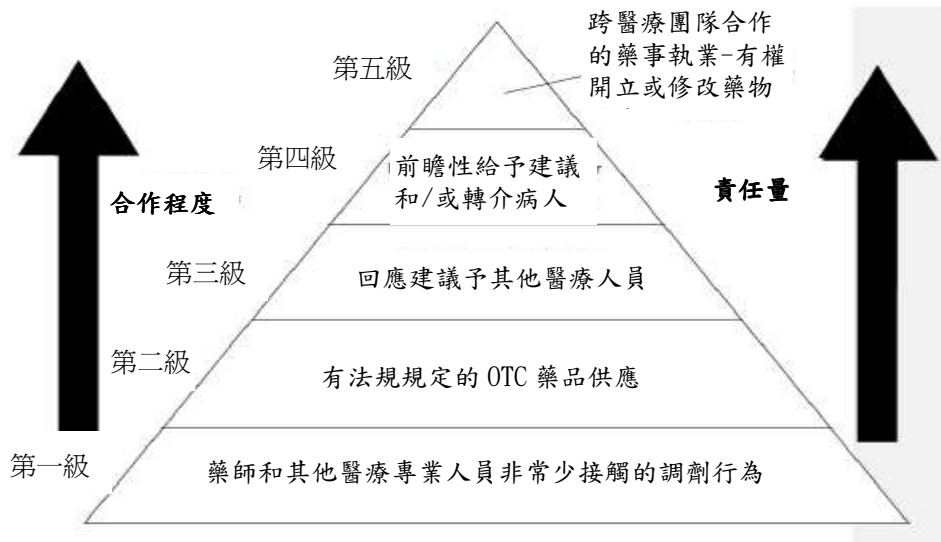 跨醫療團隊合作
的藥事執業-有權
開立或修改藥物
第五級
第四級
前瞻性給予建議
和/或轉介病人
合作程度
責任量
第三級
回應建議予其他醫療人員
第二級
有法規規定的 OTC 藥品供應
第一級
藥師和其他醫療專業人員非常少接觸的調劑行為